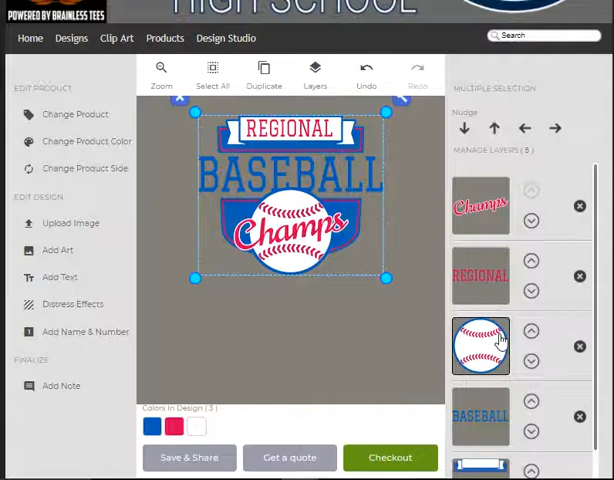 HIGH SCHOOL
POWERED BY BRAINLESS TEES
Home Designs Clip Art Products Design Studio
Search
EDIT PRODUCT
Change Product
Change Product Color
Change Product Side
EDIT DESIGN
Upload Image
Add Art
Add Text
Distress Effects
Add Name & Number
FINALIZE
Add Note
Zoom Select All Duplicate Layers Undo Redo
REGIONAL
BASEBALL
Champs
Colors In Design ( 3 )
Save & Share Get a quote Checkout
MULTIPLE SELECTION
Nudge
MANAGE LAYERS ( 5 )
Champs
REGIONAL
BASEBALL